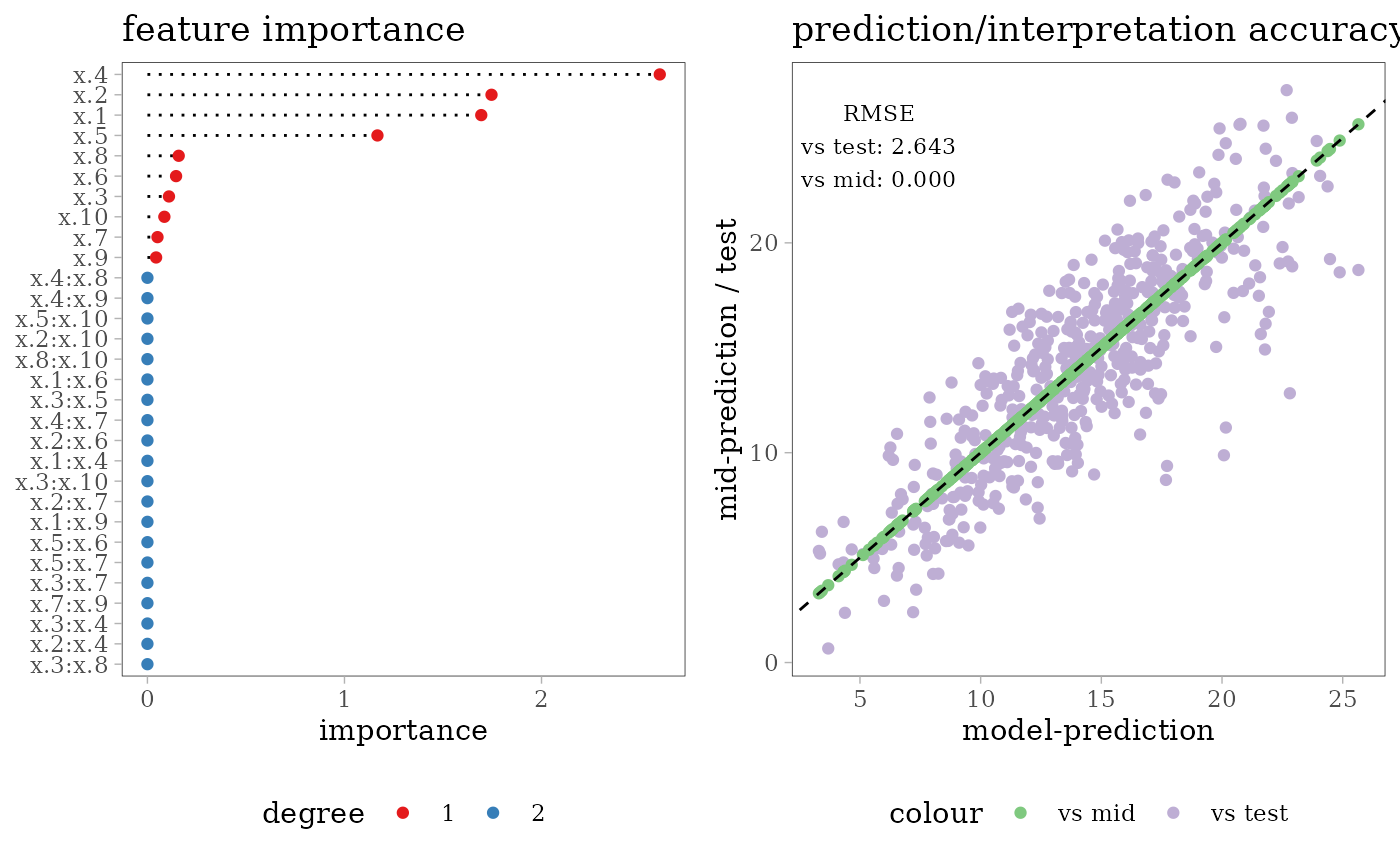 feature importance
x.4
x.2
x.1
x.5
x.8
x.6
x.3
x.10
x.7
x.9
x.4:x.8
x.4:x.9
x.5:x.10
x.2:x.10
x.8:x.10
x.1:x.6
x.3:x.5
x.4:x.7
x.2:x.6
x.1:x.4
x.3:x.10
x.2:x.7
x.1:x.9
x.5:x.6
x.5:x.7
x.3:x.7
x.7:x.9
x.3:x.4
x.2:x.4
x.3:x.8
0 1 2
importance
degree 1 2
prediction/interpretation accuracy
RMSE
vs test: 2.643
vs mid: 0.000
mid-prediction / test
20
10
0
5 10 15 20 25
model-prediction
colour vs mid vs test